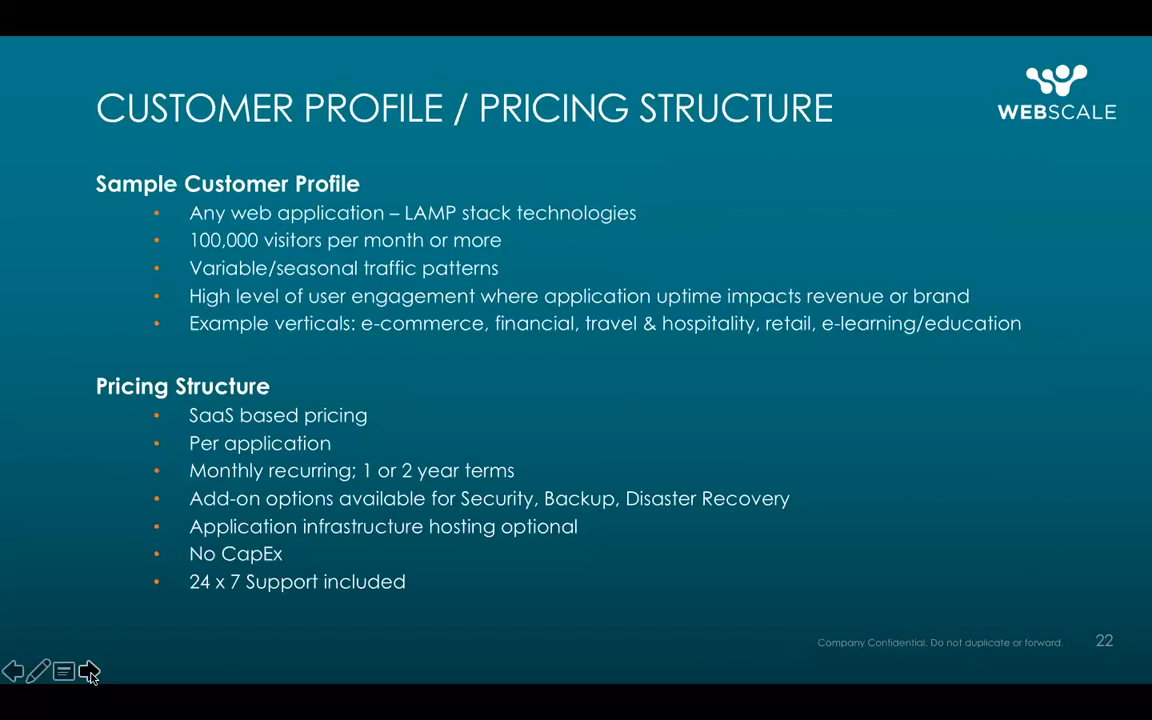 CUSTOMER PROFILE / PRICING STRUCTURE
WEBSCALE
Sample Customer Profile
• Any web application – LAMP stack technologies
• 100,000 visitors per month or more
• Variable/seasonal traffic patterns
• High level of user engagement where application uptime impacts revenue or brand
• Example verticals: e-commerce, financial, travel & hospitality, retail, e-learning/education
Pricing Structure
• SaaS based pricing
• Per application
• Monthly recurring; 1 or 2 year terms
• Add-on options available for Security, Backup, Disaster Recovery
• Application infrastructure hosting optional
• No CapEx
• 24 x 7 Support included
Company Confidential. Do not duplicate or forward. 22